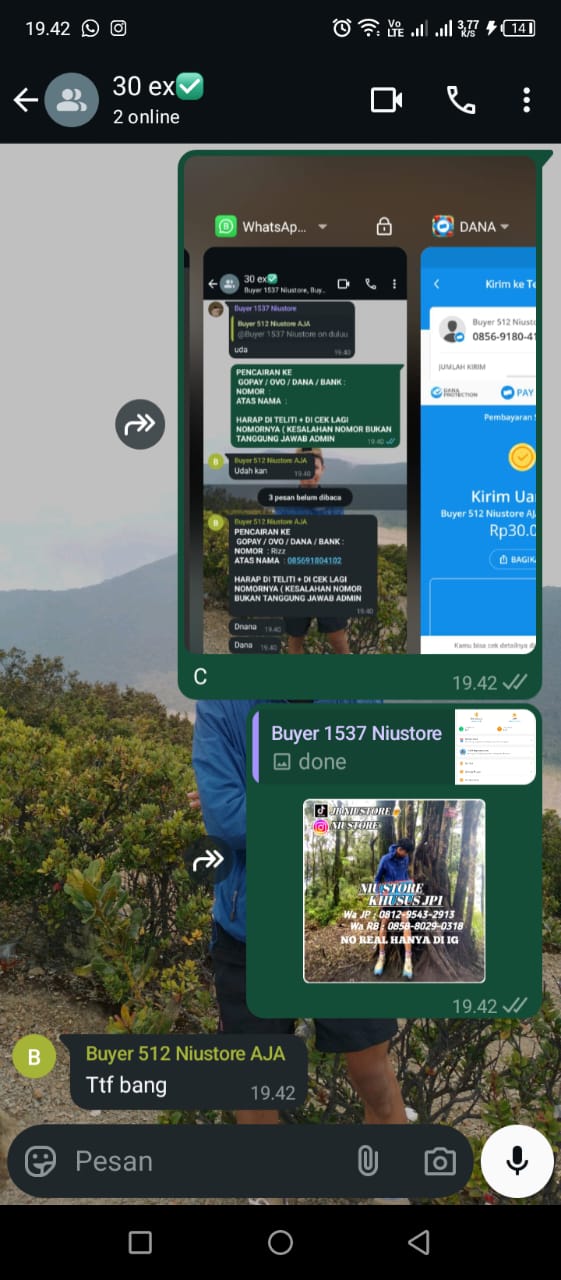 19.42
Vo
LTE
3,77
K/s
14
30 ex✅
2 online
WhatsAp...
DANA
30 ex✅
Buyer 1537 Niustore, Buy..
Buyer 1537 Niustore
Buyer 512 Niustore AJA
@Buyer 1537 Niustore on duluu
uda
19.40
PENCAIRAN KE
GOPAY / OVO / DANA / BANK :
NOMOR :
ATAS NAMA :
HARAP DI TELITI + DI CEK LAGI
NOMORNYA ( KESALAHAN NOMOR BUKAN
TANGGUNG JAWAB ADMIN
19.40
Buyer 512 Niustore AJA
Udah kan
19.40
3 pesan belum dibaca
Buyer 512 Niustore AJA
PENCAIRAN KE
GOPAY / OVO / DANA / BANK :
NOMOR : Rizz
ATAS NAMA : 085691804102
HARAP DI TELITI + DI CEK LAGI
NOMORNYA ( KESALAHAN NOMOR
BUKAN TANGGUNG JAWAB ADMIN
19.40
Dnana
19.40
Dana
19.40
Kirim ke Te
Buyer 512 Niusto
0856-9180-41
JUMLAH KIRIM
DANA
PROTECTION
PAY
Pembayaran S
Kirim Ua
Buyer 512 Niustore AJ
Rp30.0
BAGIK
Kamu bisa cek detailnya d
C
19.42
Buyer 1537 Niustore
done
JB NIUSTORE
NIUSTORE
NIUSTORE
KHUSUS JP1
Wa JP : 0812-9543-2913
Wa RB : 0858-8029-0318
NO REAL HANYA DI IG
19.42
B
Buyer 512 Niustore AJA
Ttf bang
19.42
Pesan